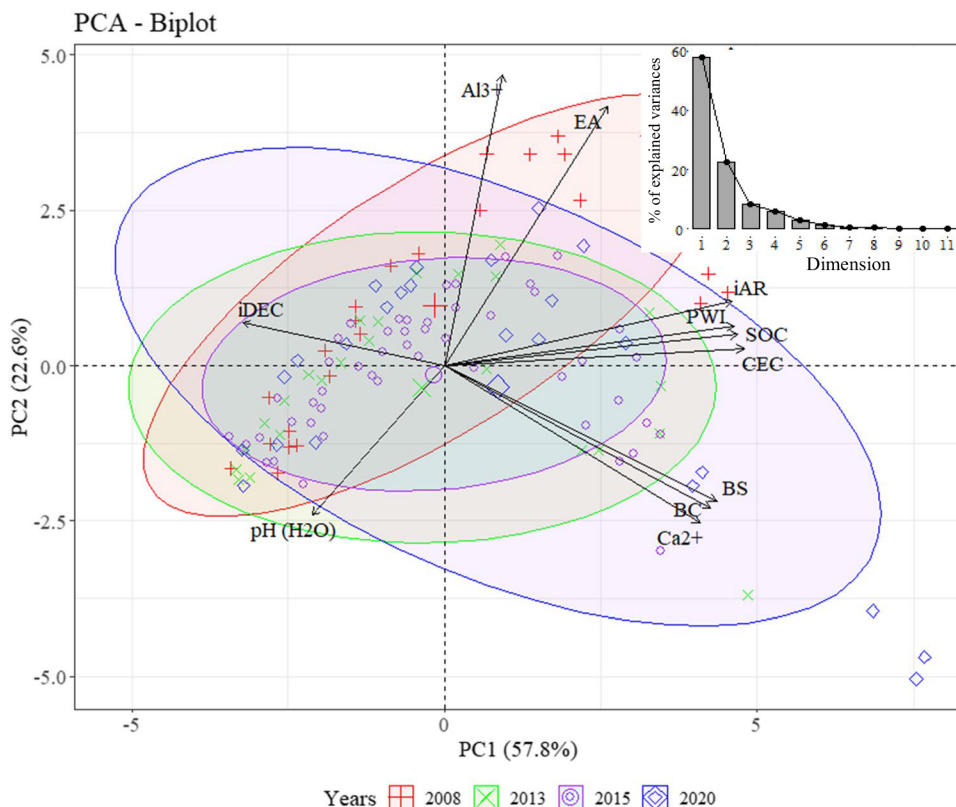 PCA - Biplot
5.0
2.5
0.0
-2.5
-5.0
PC2 (22.6%)
-5
0
5
PC1 (57.8%)
Al3+
EA
iDEC
iAR
PWI
SOC
CEC
BS
BC
Ca2+
pH (H2O)
% of explained variances
60
40
20
0
1 2 3 4 5 6 7 8 9 10 11
Dimension
Years 2008 2013 2015 2020